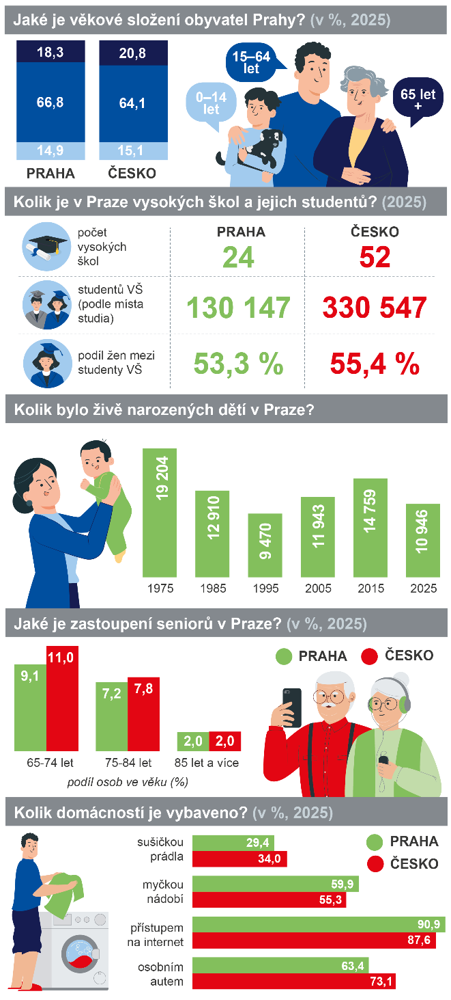 Jaké je věkové složení obyvatel Prahy? (v %, 2025)
18,3
66,8
14,9
PRAHA
20,8
64,1
15,1
ČESKO
0–14
let
15–64
let
65 let
+
Kolik je v Praze vysokých škol a jejich studentů? (2025)
PRAHA
ČESKO
počet
vysokých
škol
24
52
studentů VŠ
(podle místa
studia)
130 147
330 547
podíl žen mezi
studenty VŠ
53,3 %
55,4 %
Kolik bylo živě narozených dětí v Praze?
19 204
12 910
9 470
11 943
14 759
10 946
1975
1985
1995
2005
2015
2025
Jaké je zastoupení seniorů v Praze? (v %, 2025)
PRAHA
ČESKO
9,1
11,0
7,2
7,8
2,0
2,0
65-74 let
75-84 let
85 let a více
podíl osob ve věku (%)
Kolik domácností je vybaveno? (v %, 2025)
PRAHA
ČESKO
sušičkou
prádla
29,4
34,0
myčkou
nádobí
59,9
55,3
přístupem
na internet
90,9
87,6
osobním
autem
63,4
73,1